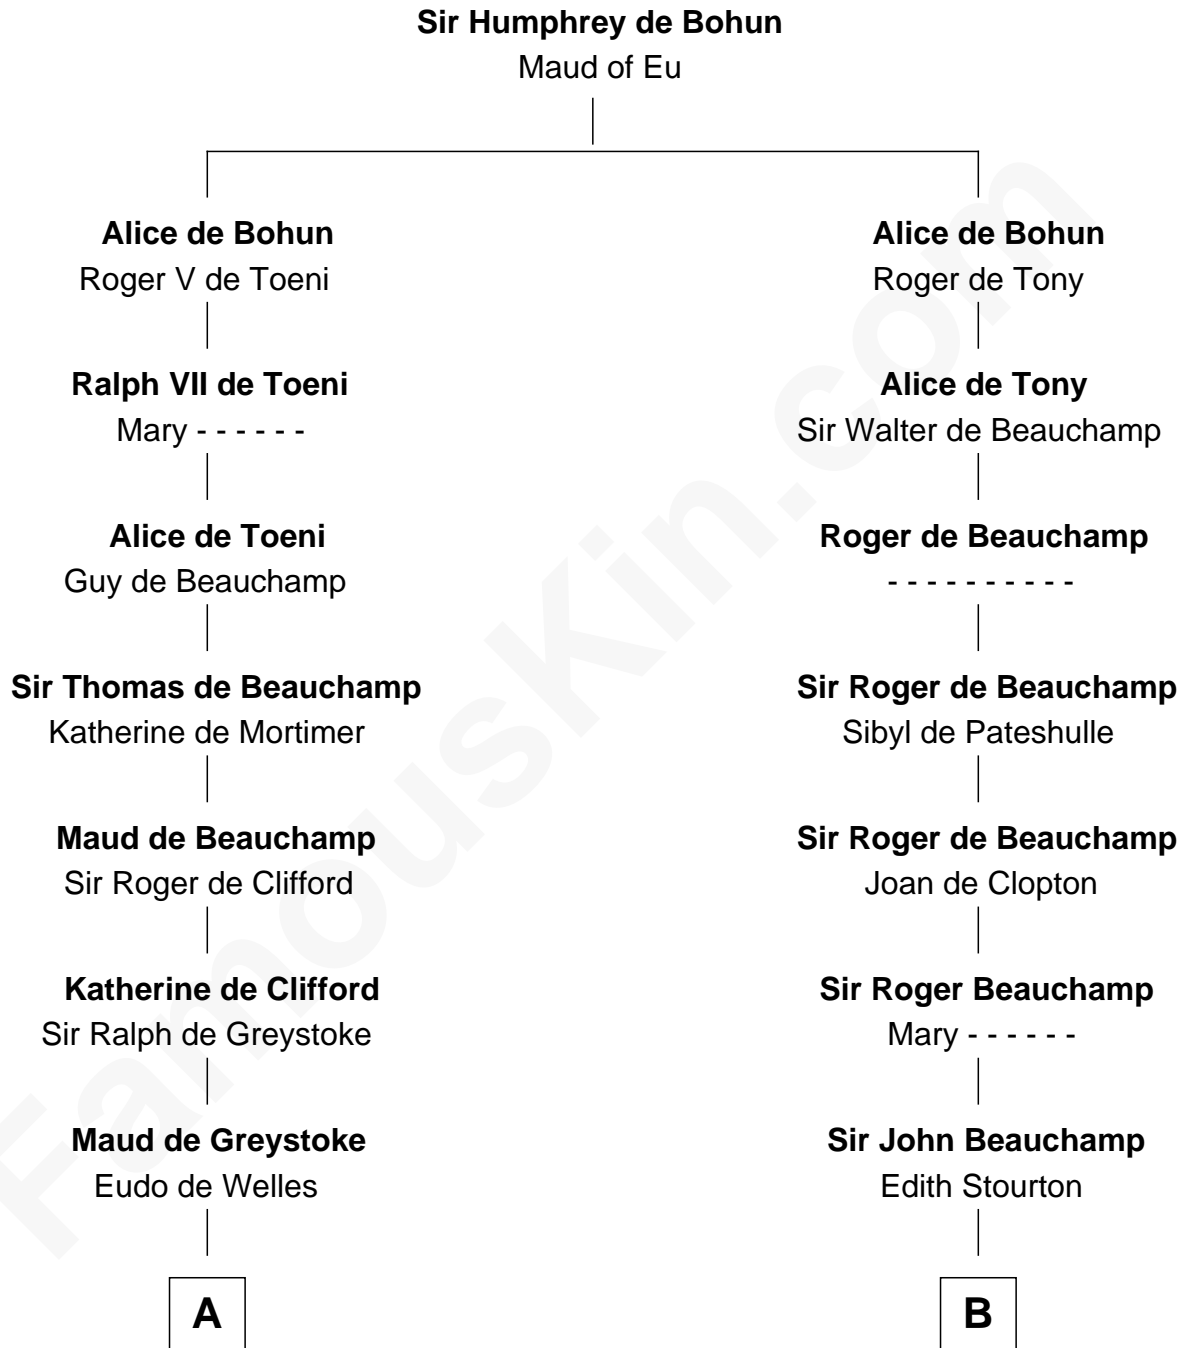 Sir Humphrey de Bohun
Maud of Eu
Alice de Bohun
Roger V de Toeni
Ralph VII de Toeni
Mary - - - - - -
Alice de Toeni
Guy de Beauchamp
Sir Thomas de Beauchamp
Katherine de Mortimer
Maud de Beauchamp
Sir Roger de Clifford
Katherine de Clifford
Sir Ralph de Greystoke
Maud de Greystoke
Eudo de Welles
A
Alice de Bohun
Roger de Tony
Alice de Tony
Sir Walter de Beauchamp
Roger de Beauchamp
- - - - - - - - - -
Sir Roger de Beauchamp
Sibyl de Pateshulle
Sir Roger de Beauchamp
Joan de Clopton
Sir Roger Beauchamp
Mary - - - - - -
Sir John Beauchamp
Edith Stourton
B
FamousKin.com